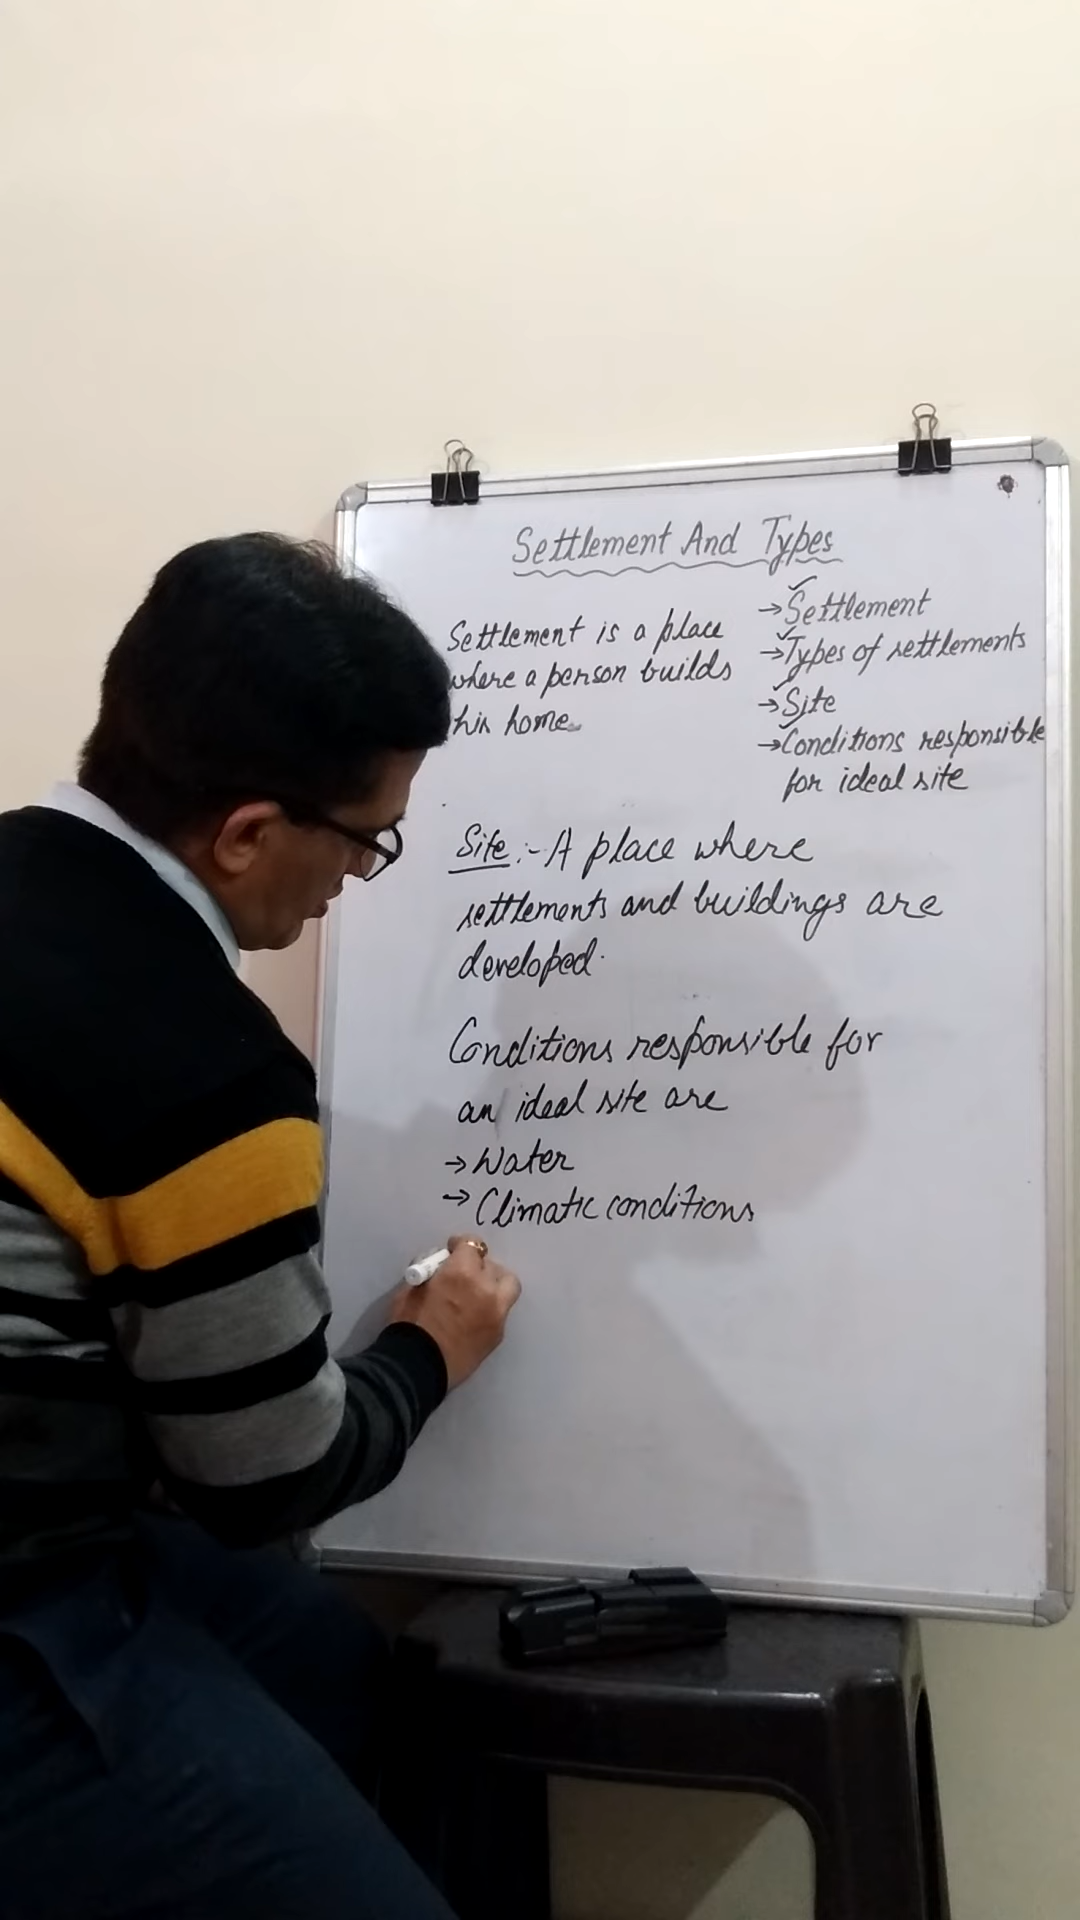 Settlement And Types
Settlement is a place
where a person builds
his home
→ Settlement
→ Types of settlements
→ Site
→ Conditions responsible
for ideal site
Site :- A place where
settlements and buildings are
developed.
Conditions responsible for
an ideal site are
→ Water
→ Climatic conditions